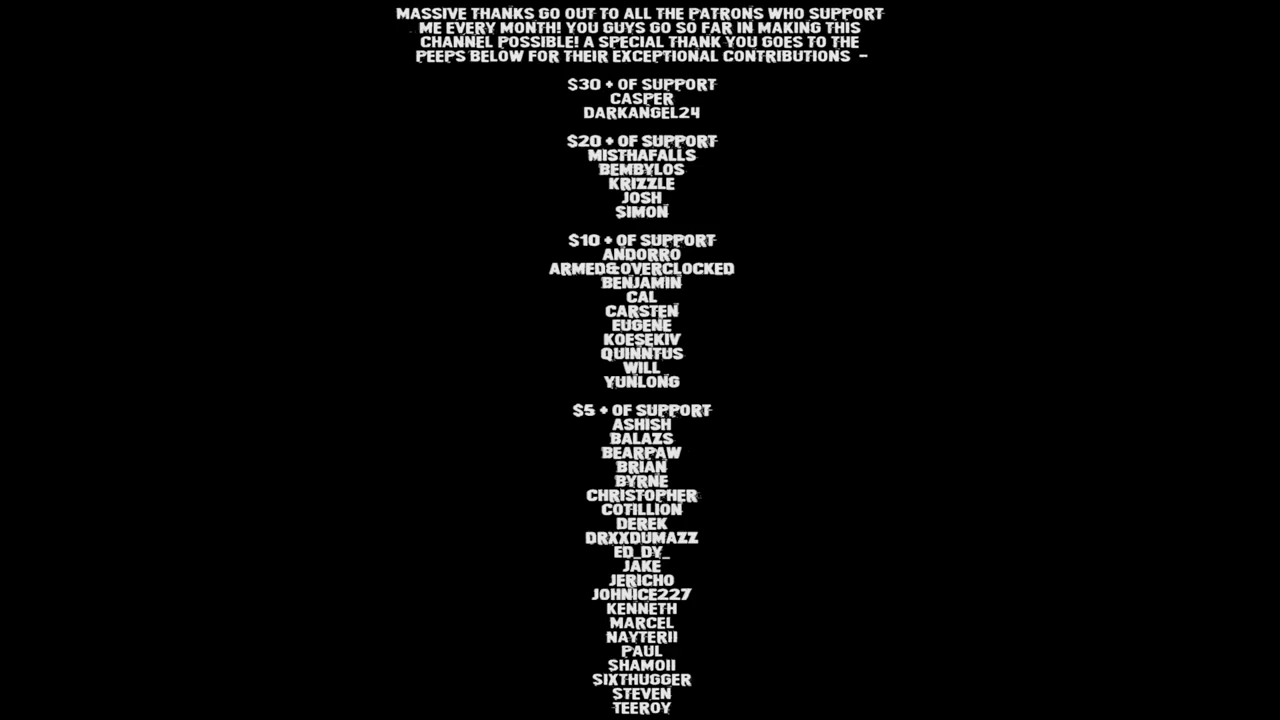 MASSIVE THANKS GO OUT TO ALL THE PATRONS WHO SUPPORT
ME EVERY MONTH! YOU GUYS GO SO FAR IN MAKING THIS
CHANNEL POSSIBLE! A SPECIAL THANK YOU GOES TO THE
PEEPS BELOW FOR THEIR EXCEPTIONAL CONTRIBUTIONS -
$30 + OF SUPPORT
CASPER
DARKANGEL24
$20 + OF SUPPORT
MISTHAFALLS
BEMBYLOS
KRIZZLE
JOSH
SIMON
$10 + OF SUPPORT
ANDORRO
ARMED&OVERCLOCKED
BENJAMIN
CAL
CARSTEN
EUGENE
KOESEKIV
QUINNTUS
WILL
YUNLONG
$5 + OF SUPPORT
ASHISH
BALAZS
BEARPAW
BRIAN
BYRNE
CHRISTOPHER
COTILLION
DEREK
DRXXDUMAZZ
ED_DY_
JAKE
JERICHO
JOHNICE227
KENNETH
MARCEL
NAYTERII
PAUL
SHAMOII
SIXTHUGGER
STEVEN
TEEROY